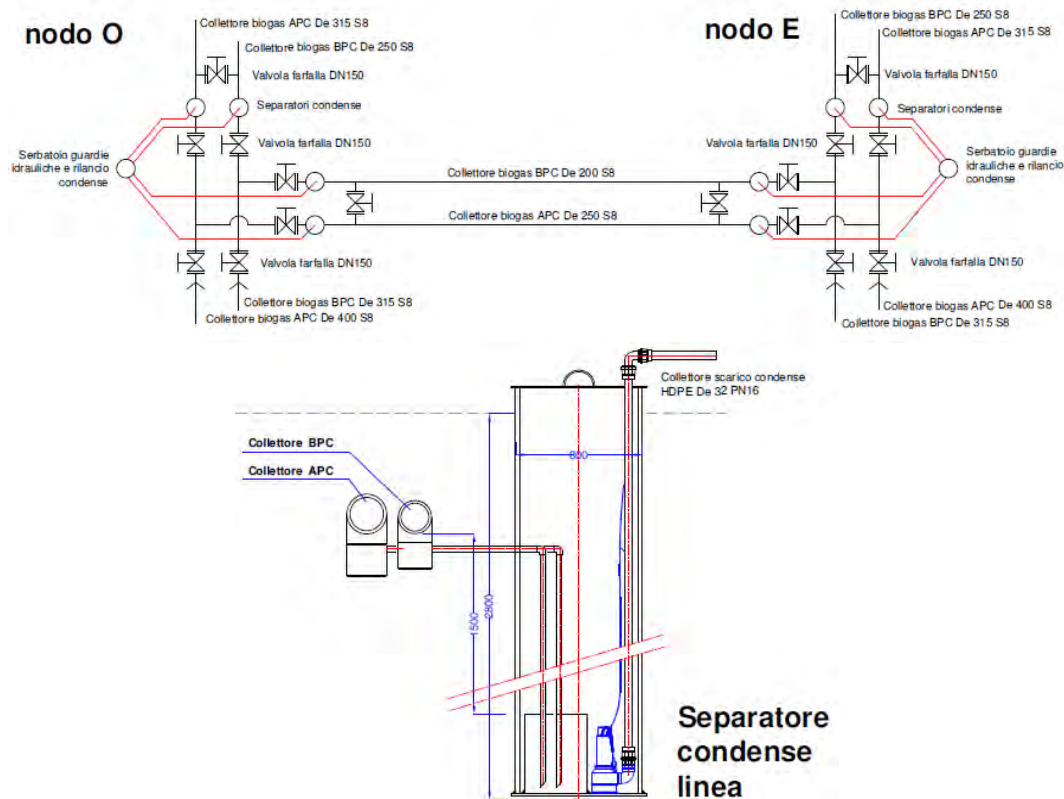 nodo O
Collettore biogas APC De 315 S8
Collettore biogas BPC De 250 S8
Valvola farfalla DN150
Separatori condense
Valvola farfalla DN150
Serbatoio guardie
idrauliche e rilancio
condense
Valvola farfalla DN150
Collettore biogas BPC De 315 S8
Collettore biogas APC De 400 S8
Collettore biogas BPC De 200 S8
Collettore biogas APC De 250 S8
nodo E
Collettore biogas BPC De 250 S8
Collettore biogas APC De 315 S8
Valvola farfalla DN150
Separatori condense
Valvola farfalla DN150
Serbatoio guardie
idrauliche e rilancio
condense
Valvola farfalla DN150
Collettore biogas APC De 400 S8
Collettore biogas BPC De 315 S8
Collettore scarico condense
HDPE De 32 PN16
Collettore BPC
Collettore APC
800
1500
2800
Separatore
condense
linea